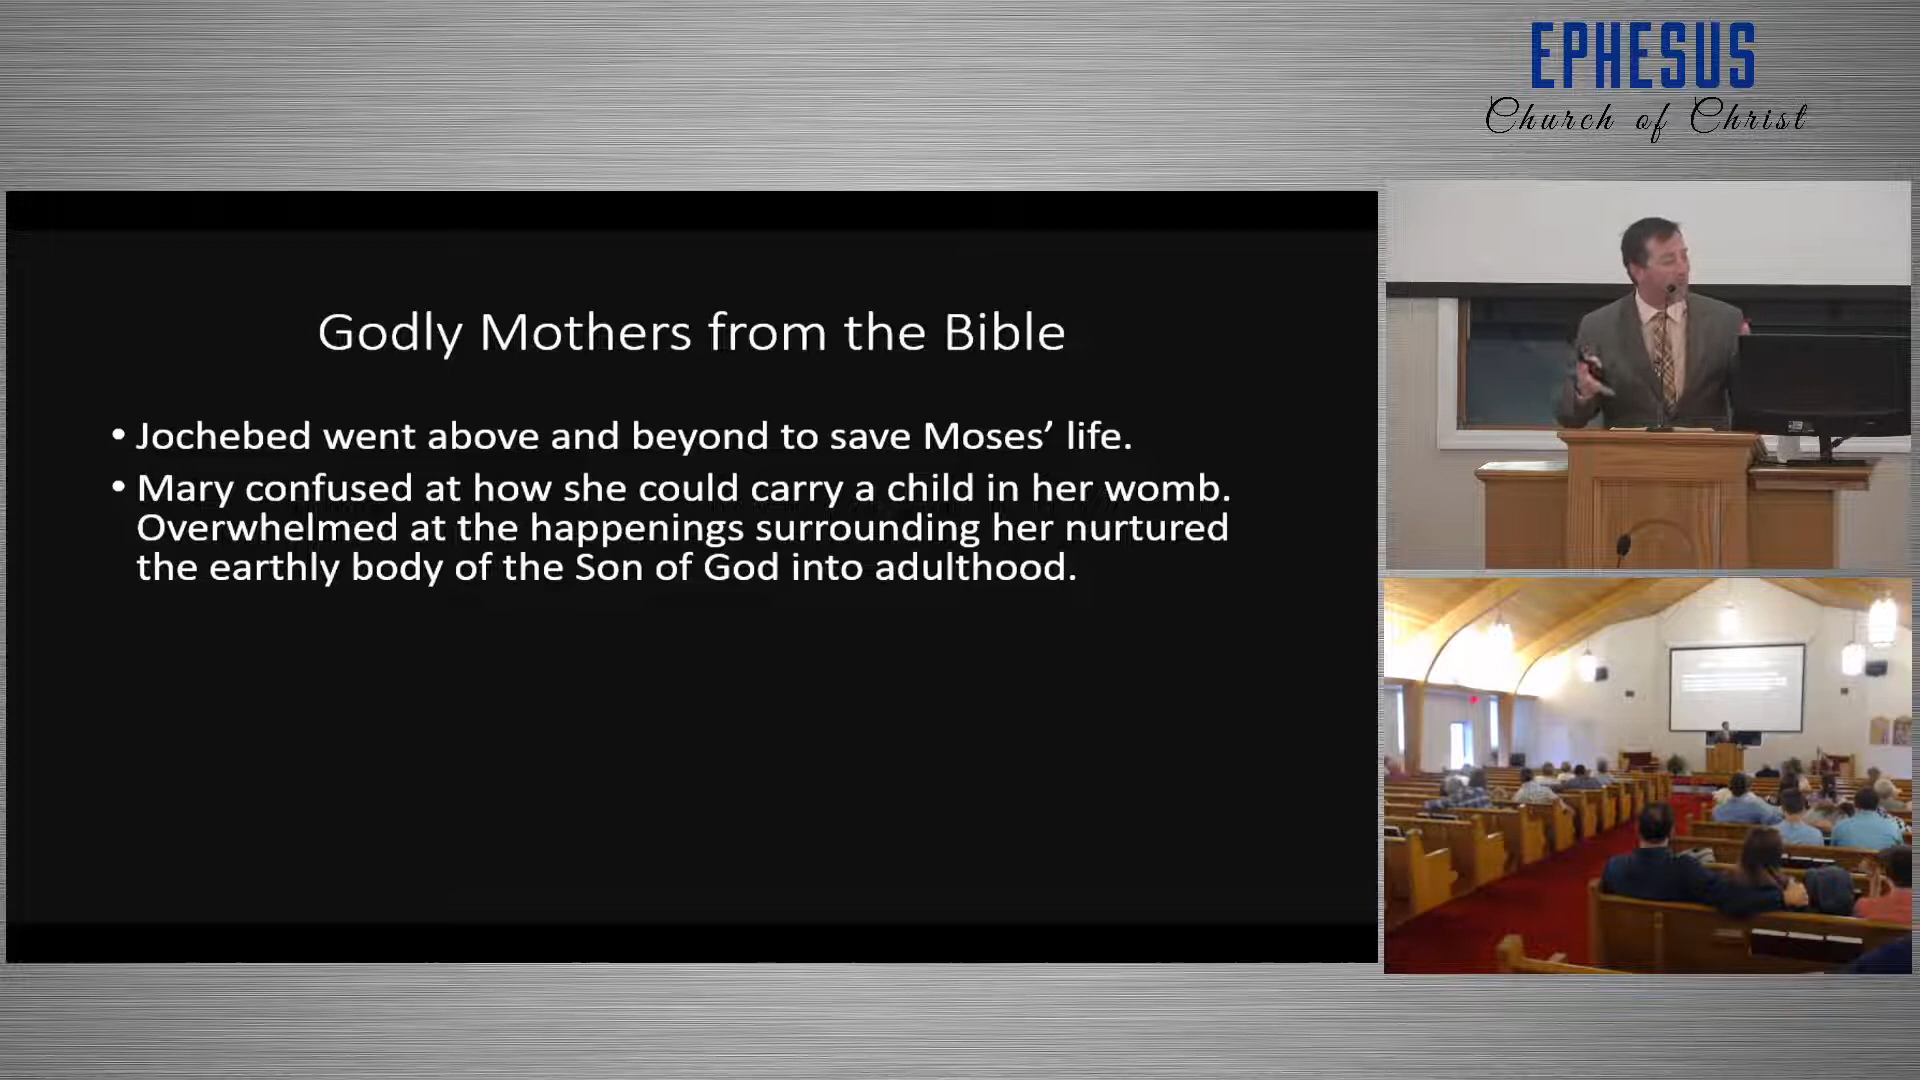 EPHESUS
Church of Christ
Godly Mothers from the Bible
• Jochebed went above and beyond to save Moses’ life.
• Mary confused at how she could carry a child in her womb.
Overwhelmed at the happenings surrounding her nurtured
the earthly body of the Son of God into adulthood.